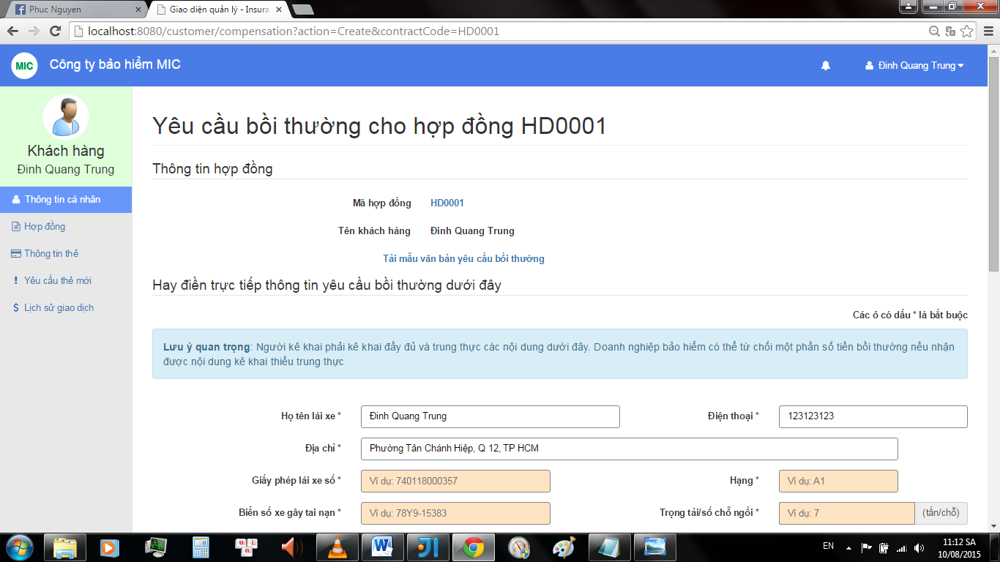 Phuc Nguyen
Giao diện quản lý - Insura
localhost:8080/customer/compensation?action=Create&contractCode=HD0001
MIC
Công ty bảo hiểm MIC
Đinh Quang Trung
Khách hàng
Đinh Quang Trung
Thông tin cá nhân
Hợp đồng
Thông tin thẻ
Yêu cầu thẻ mới
Lịch sử giao dịch
Yêu cầu bồi thường cho hợp đồng HD0001
Thông tin hợp đồng
Mã hợp đồng HD0001
Tên khách hàng Đinh Quang Trung
Tải mẫu văn bản yêu cầu bồi thường
Hay điền trực tiếp thông tin yêu cầu bồi thường dưới đây
Các ô có dấu * là bắt buộc
Lưu ý quan trọng: Người kê khai phải kê khai đầy đủ và trung thực các nội dung dưới đây. Doanh nghiệp bảo hiểm có thể từ chối một phần số tiền bồi thường nếu nhận
được nội dung kê khai thiếu trung thực
Họ tên lái xe * Đinh Quang Trung Điện thoại * 123123123
Địa chỉ * Phường Tân Chánh Hiệp, Q 12, TP HCM
Giấy phép lái xe số * Ví dụ: 740118000357 Hạng * Ví dụ: A1
Biển số xe gây tai nạn * Ví dụ: 78Y9-15383 Trọng tải/số chỗ ngồi * Ví dụ: 7 (tấn/chỗ)
EN
11:12 SA
10/08/2015